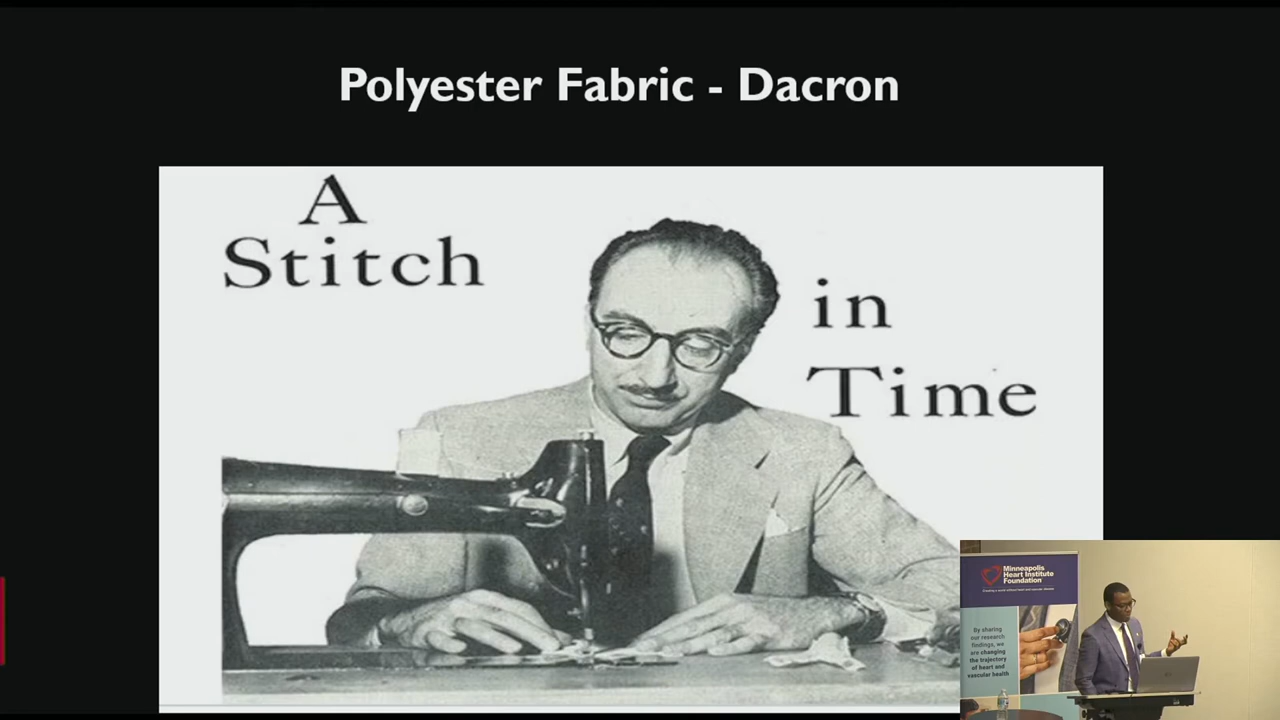 Polyester Fabric - Dacron
A
Stitch
in
Time
Minneapolis
Heart Institute
Foundation
By sharing
our research
findings, we
are changing
the trajectory
of heart and
vascular health